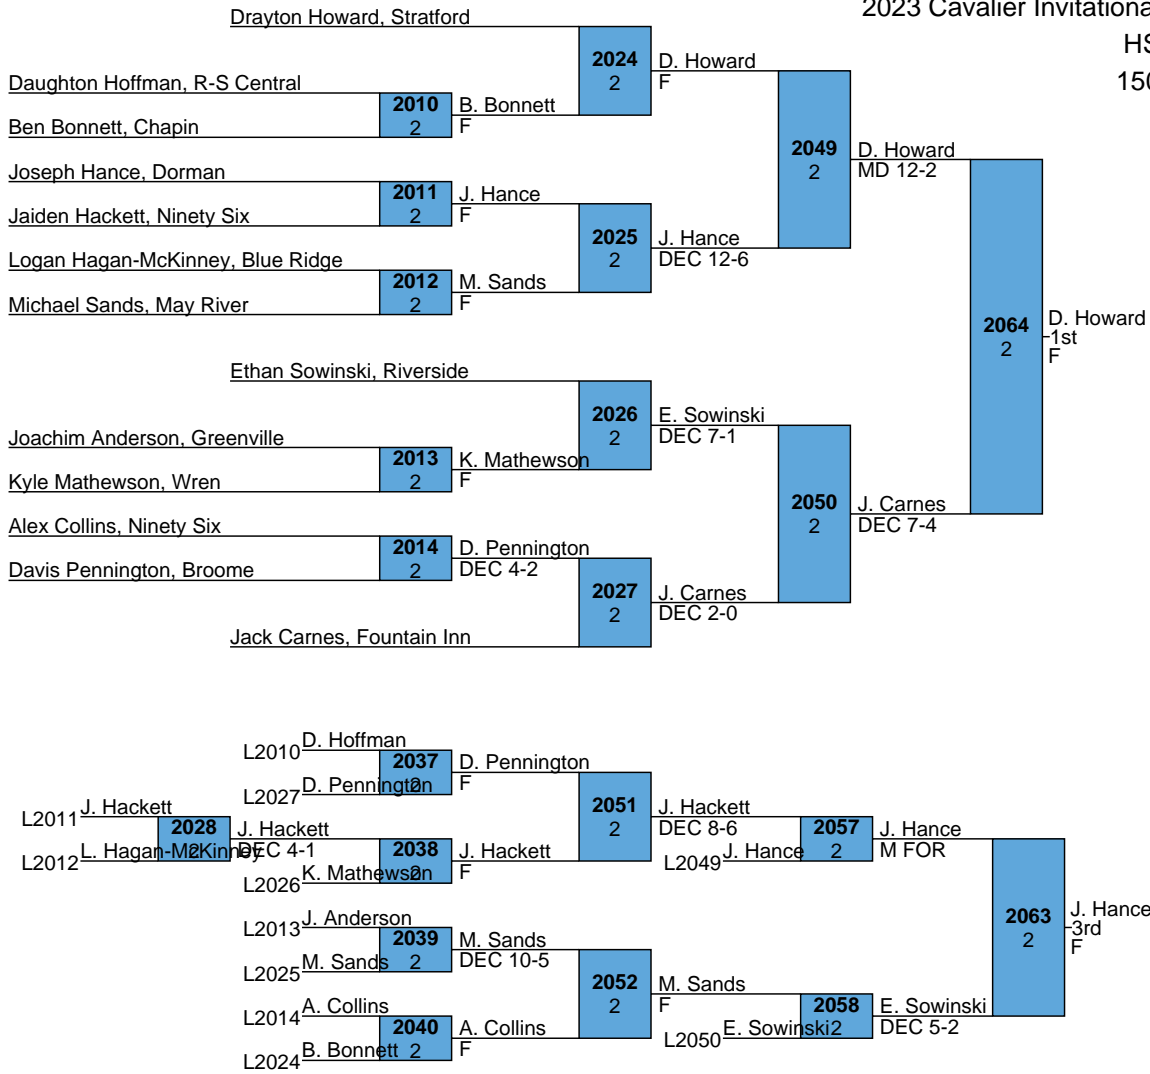 2023 Cavalier Invitational
HS
150
Drayton Howard, Stratford
2024
2
D. Howard
F
Daughton Hoffman, R-S Central
2010
2
B. Bonnett
F
Ben Bonnett, Chapin
2049
2
D. Howard
MD 12-2
Joseph Hance, Dorman
2011
2
J. Hance
F
Jaiden Hackett, Ninety Six
2025
2
J. Hance
DEC 12-6
Logan Hagan-McKinney, Blue Ridge
2012
2
M. Sands
F
Michael Sands, May River
2064
2
D. Howard
1st
F
Ethan Sowinski, Riverside
2026
2
E. Sowinski
DEC 7-1
Joachim Anderson, Greenville
2013
2
K. Mathewson
F
Kyle Mathewson, Wren
2050
2
J. Carnes
DEC 7-4
Alex Collins, Ninety Six
2014
2
D. Pennington
DEC 4-2
Davis Pennington, Broome
2027
2
J. Carnes
DEC 2-0
Jack Carnes, Fountain Inn
L2010
D. Hoffman
2037
2
D. Pennington
F
L2027
D. Pennington
2051
2
J. Hackett
DEC 8-6
L2011
J. Hackett
2028
2
J. Hackett
DEC 4-1
L2012
L. Hagan-McKinney
2038
2
J. Hackett
F
L2026
K. Mathewson
2057
2
J. Hance
M FOR
L2049
J. Hance
L2013
J. Anderson
2039
2
M. Sands
DEC 10-5
L2025
M. Sands
2063
2
J. Hance
3rd
F
2052
2
M. Sands
F
L2014
A. Collins
2040
2
A. Collins
F
L2024
B. Bonnett
2058
2
E. Sowinski
DEC 5-2
L2050
E. Sowinski